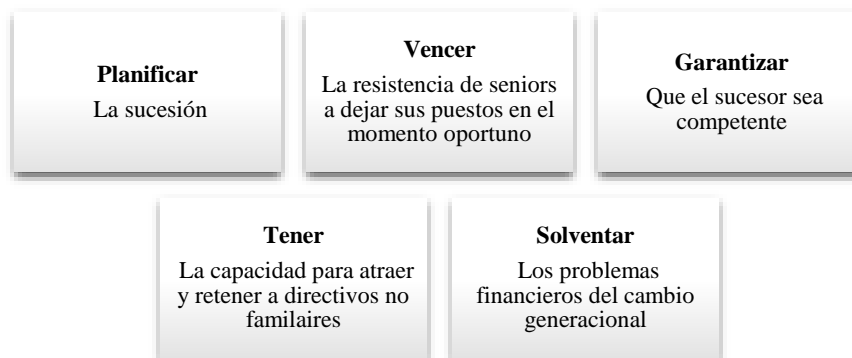 Planificar
La sucesión
Vencer
La resistencia de seniors
a dejar sus puestos en el
momento oportuno
Garantizar
Que el sucesor sea
competente
Tener
La capacidad para atraer
y retener a directivos no
familaires
Solventar
Los problemas
financieros del cambio
generacional